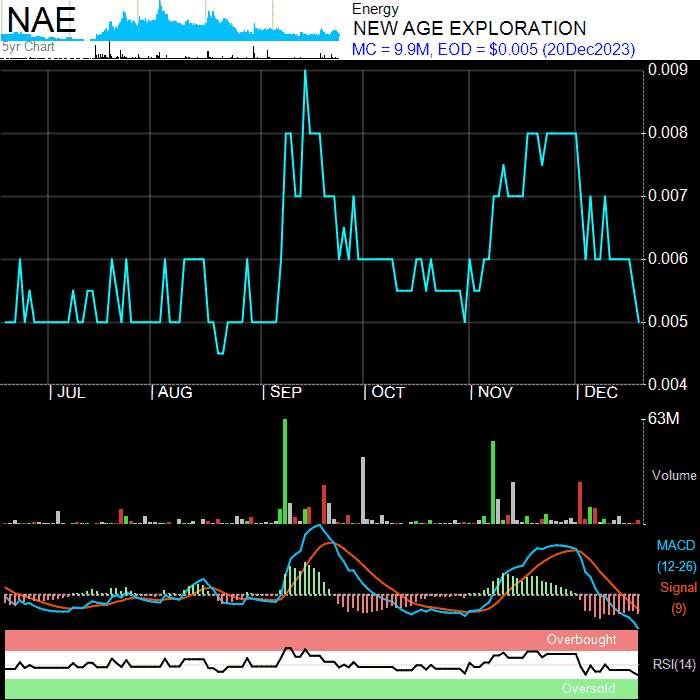 NAE
5yr Chart
Energy
NEW AGE EXPLORATION
MC = 9.9M, EOD = $0.005 (20Dec2023)
0.009
0.008
0.007
0.006
0.005
0.004
| JUL | AUG | SEP | OCT | NOV | DEC
63M
Volume
MACD
(12-26)
Signal
(9)
Overbought
RSI(14)
Oversold